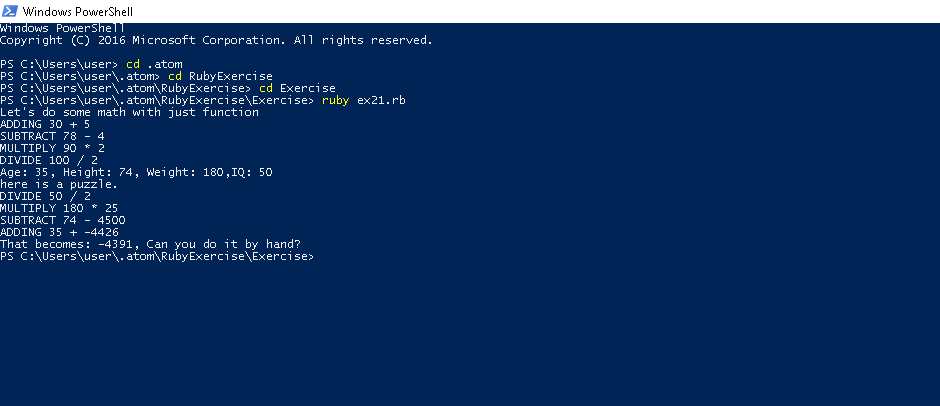 Windows PowerShell
Windows PowerShell
Copyright (C) 2016 Microsoft Corporation. All rights reserved.
PS C:\Users\user> cd .atom
PS C:\Users\user\.atom> cd RubyExercise
PS C:\Users\user\.atom\RubyExercise> cd Exercise
PS C:\Users\user\.atom\RubyExercise\Exercise> ruby ex21.rb
Let's do some math with just function
ADDING 30 + 5
SUBTRACT 78 - 4
MULTIPLY 90 * 2
DIVIDE 100 / 2
Age: 35, Height: 74, Weight: 180,IQ: 50
here is a puzzle.
DIVIDE 50 / 2
MULTIPLY 180 * 25
SUBTRACT 74 - 4500
ADDING 35 + -4426
That becomes: -4391, Can you do it by hand?
PS C:\Users\user\.atom\RubyExercise\Exercise>